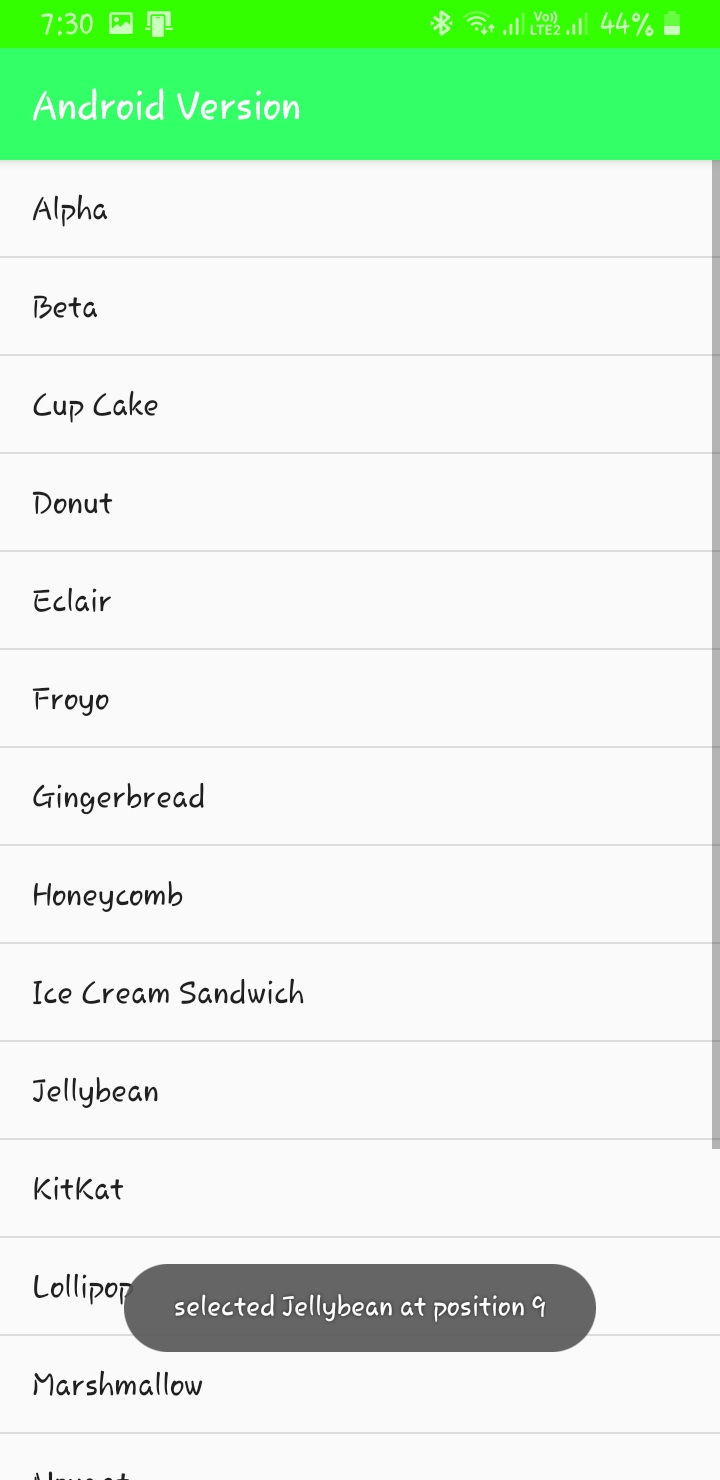 7:30 Vo)) LTE2 44%
Android Version
Alpha
Beta
Cup Cake
Donut
Eclair
Froyo
Gingerbread
Honeycomb
Ice Cream Sandwich
Jellybean
KitKat
Lollipop
selected Jellybean at position 9
Marshmallow